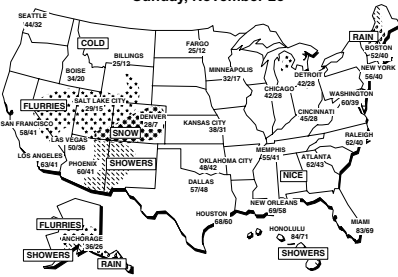 SEATTLE
44/32
COLD
BILLINGS
25/12
FARGO
25/12
MINNEAPOLIS
32/17
RAIN
BOSTON
52/40
BOISE
34/20
DETROIT
42/28
NEW YORK
56/40
CHICAGO
42/28
WASHINGTON
60/39
FLURRIES
SALT LAKE CITY
29/15
DENVER
28/7
CINCINNATI
45/28
SAN FRANCISCO
58/41
SNOW
KANSAS CITY
38/31
RALEIGH
62/40
LAS VEGAS
50/36
LOS ANGELES
63/41
PHOENIX
60/41
SHOWERS
OKLAHOMA CITY
48/42
MEMPHIS
55/41
ATLANTA
62/43
NICE
DALLAS
57/48
NEW ORLEANS
69/58
HOUSTON
68/60
MIAMI
83/69
FLURRIES
ANCHORAGE
36/26
SHOWERS
RAIN
HONOLULU
84/71
SHOWERS